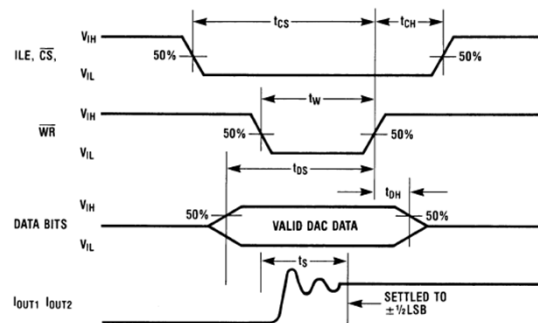 tCS
tCH
VIH
ILE, CS,
50%
50%
VIL
tW
VIH
WR
50%
50%
VIL
tDS
VIH
tDH
50%
50%
DATA BITS
VALID DAC DATA
VIL
tS
IOUT1 IOUT2
SETTLED TO
±½LSB